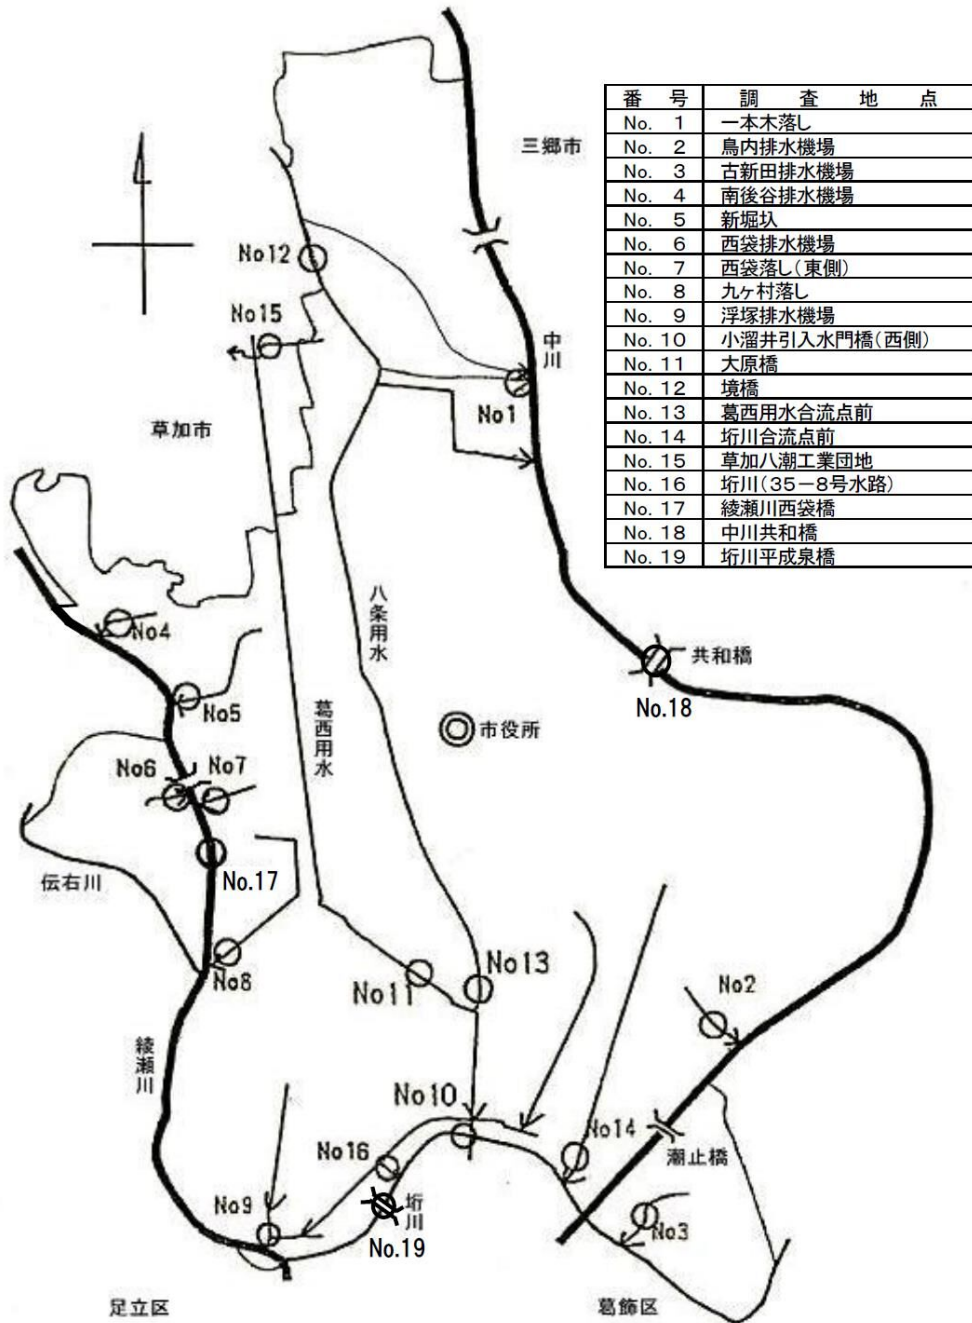 番 号 調 査 地 点
No. 1 一本木落し
No. 2 鳥内排水機場
No. 3 古新田排水機場
No. 4 南後谷排水機場
No. 5 新堀圦
No. 6 西袋排水機場
No. 7 西袋落し(東側)
No. 8 九ヶ村落し
No. 9 浮塚排水機場
No. 10 小溜井引入水門橋(西側)
No. 11 大原橋
No. 12 境橋
No. 13 葛西用水合流点前
No. 14 垳川合流点前
No. 15 草加八潮工業団地
No. 16 垳川(35-8号水路)
No. 17 綾瀬川西袋橋
No. 18 中川共和橋
No. 19 垳川平成泉橋
三郷市
No12
No15
中川
No1
草加市
八条用水
No4
共和橋
No.18
No5
葛西用水
市役所
No6
No7
No.17
伝右川
No8
No11
No13
No2
綾瀬川
No10
No14
潮止橋
No16
No9
垳川
No3
No.19
足立区
葛飾区